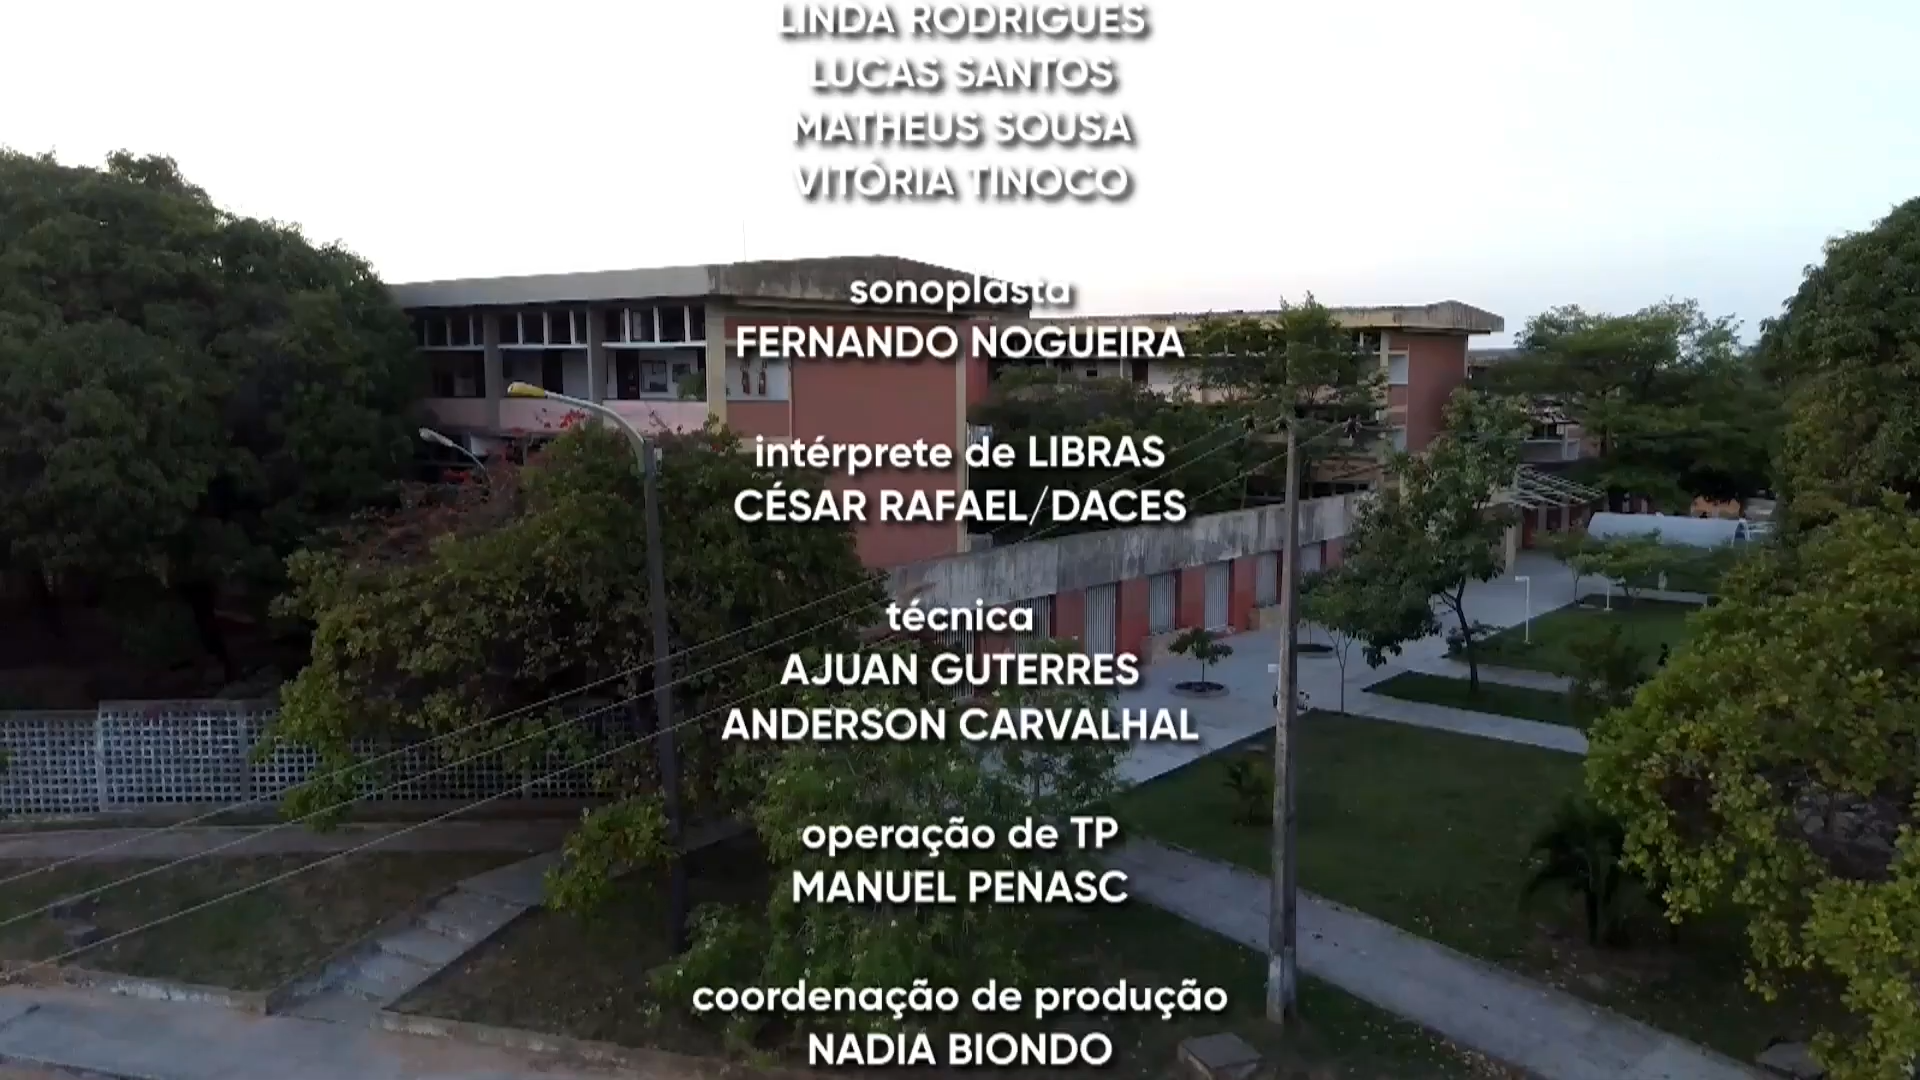 LINDA RODRIGUES
LUCAS SANTOS
MATHEUS SOUSA
VITÓRIA TINOCO
sonoplasta
FERNANDO NOGUEIRA
intérprete de LIBRAS
CÉSAR RAFAEL/DACES
técnica
AJUAN GUTERRES
ANDERSON CARVALHAL
operação de TP
MANUEL PENASC
coordenação de produção
NADIA BIONDO